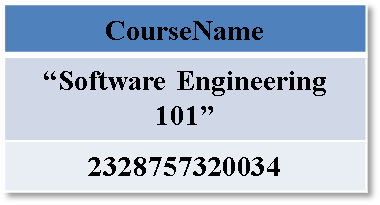 CourseName
“Software Engineering
101”
2328757320034